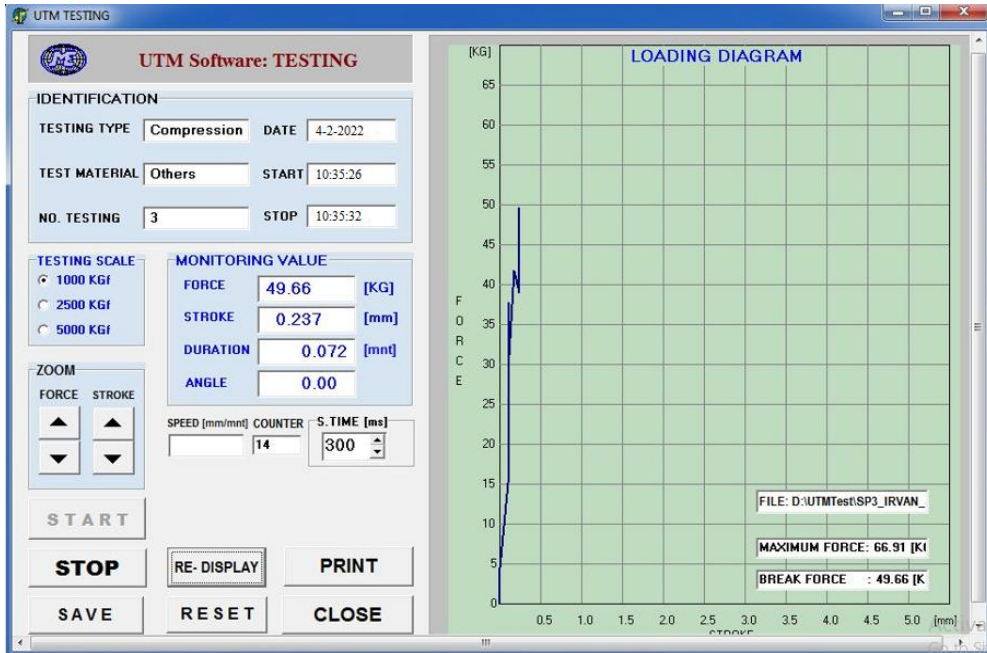 UTM TESTING
UTM Software: TESTING
IDENTIFICATION
TESTING TYPE Compression DATE 4-2-2022
TEST MATERIAL Others START 10:35:26
NO. TESTING 3 STOP 10:35:32
TESTING SCALE
1000 KGf
2500 KGf
5000 KGf
MONITORING VALUE
FORCE 49.66 [KG]
STROKE 0.237 [mm]
DURATION 0.072 [mnt]
ANGLE 0.00
ZOOM
FORCE STROKE
SPEED [mm/mnt] COUNTER S.TIME [ms]
14 300
START
STOP RE- DISPLAY PRINT
SAVE RESET CLOSE
[KG] LOADING DIAGRAM
65
60
55
50
45
40
35
30
25
20
15
10
5
0
FORCE
FILE: D:\UTMTest\SP3_IRVAN_
MAXIMUM FORCE: 66.91 [K
BREAK FORCE : 49.66 [K
0.5 1.0 1.5 2.0 2.5 3.0 3.5 4.0 4.5 5.0 [mm]
STROKE